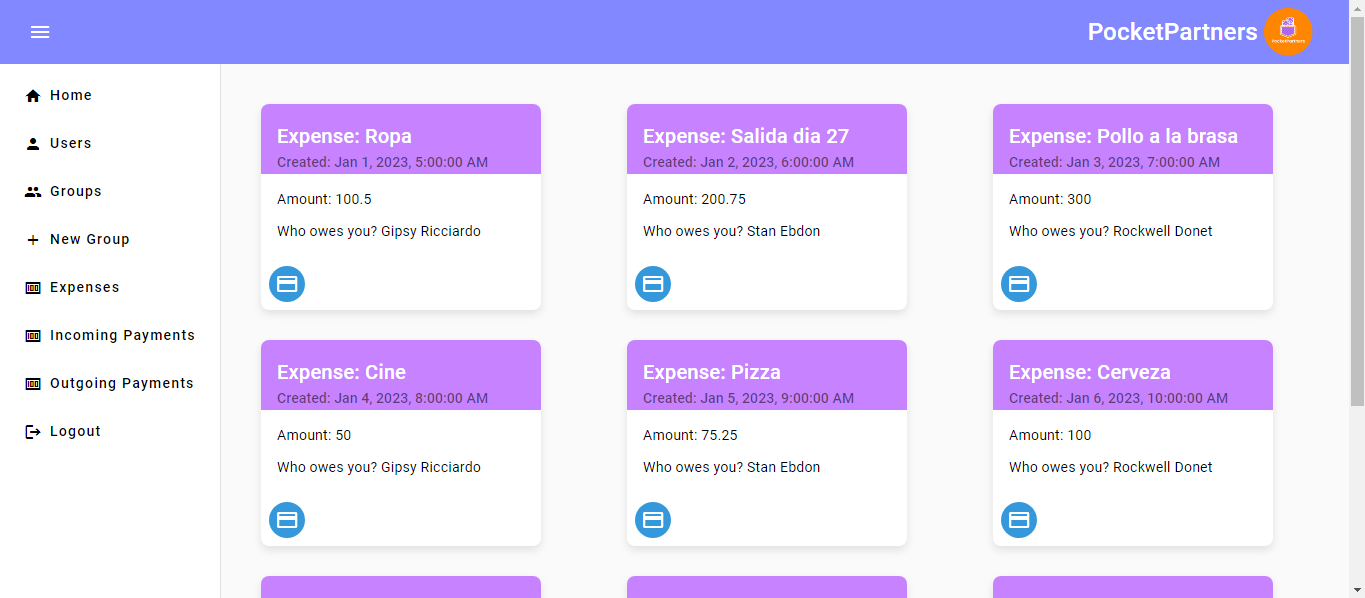 PocketPartners
PocketPartners
Home
Users
Groups
New Group
Expenses
Incoming Payments
Outgoing Payments
Logout
Expense: Ropa
Created: Jan 1, 2023, 5:00:00 AM
Amount: 100.5
Who owes you? Gipsy Ricciardo
Expense: Salida dia 27
Created: Jan 2, 2023, 6:00:00 AM
Amount: 200.75
Who owes you? Stan Ebdon
Expense: Pollo a la brasa
Created: Jan 3, 2023, 7:00:00 AM
Amount: 300
Who owes you? Rockwell Donet
Expense: Cine
Created: Jan 4, 2023, 8:00:00 AM
Amount: 50
Who owes you? Gipsy Ricciardo
Expense: Pizza
Created: Jan 5, 2023, 9:00:00 AM
Amount: 75.25
Who owes you? Stan Ebdon
Expense: Cerveza
Created: Jan 6, 2023, 10:00:00 AM
Amount: 100
Who owes you? Rockwell Donet